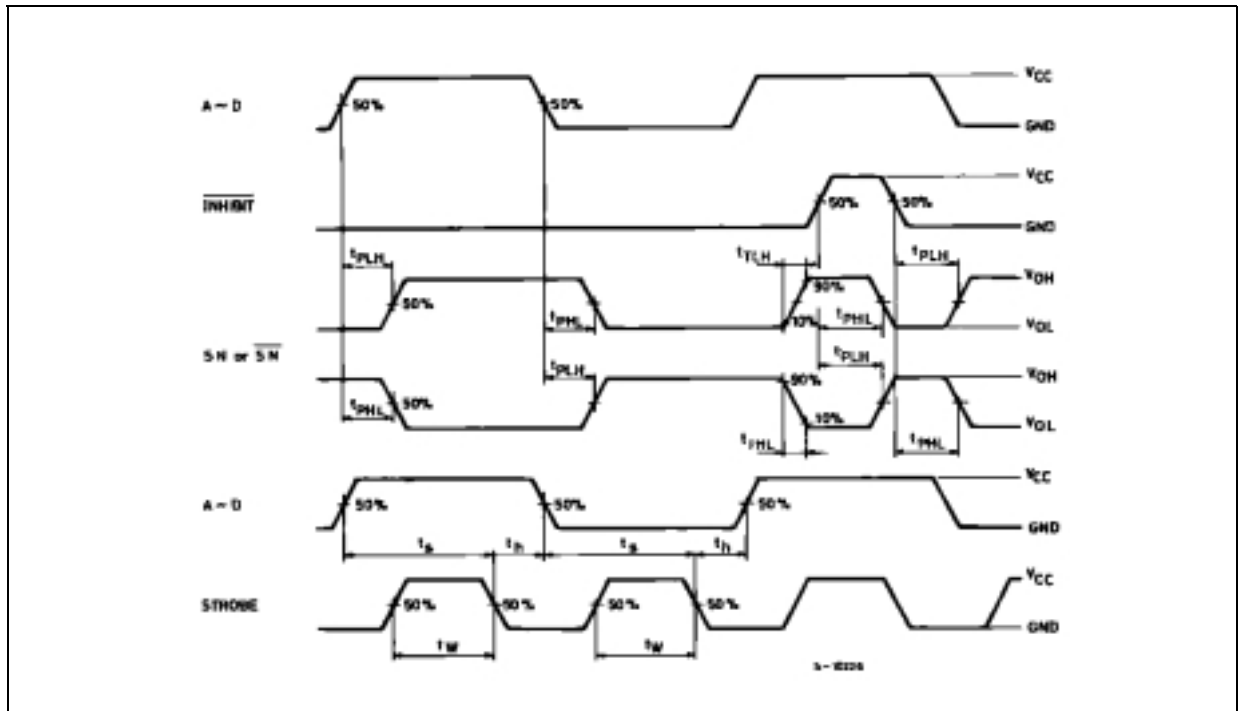 A ~ D 50% 50% VCC
GND
INHIBIT 50% 50% VCC
GND
tPLH tTLH tPLH
50% 90% VOH
tPHL 10% tPHL VOL
SN or SN
tPLH tPLH
50% 90% VOH
tPHL 10% VOL
tTHL tPHL
A ~ D 50% 50% 50% VCC
GND
ts th ts th
STROBE 50% 50% 50% 50% VCC
GND
tW tW